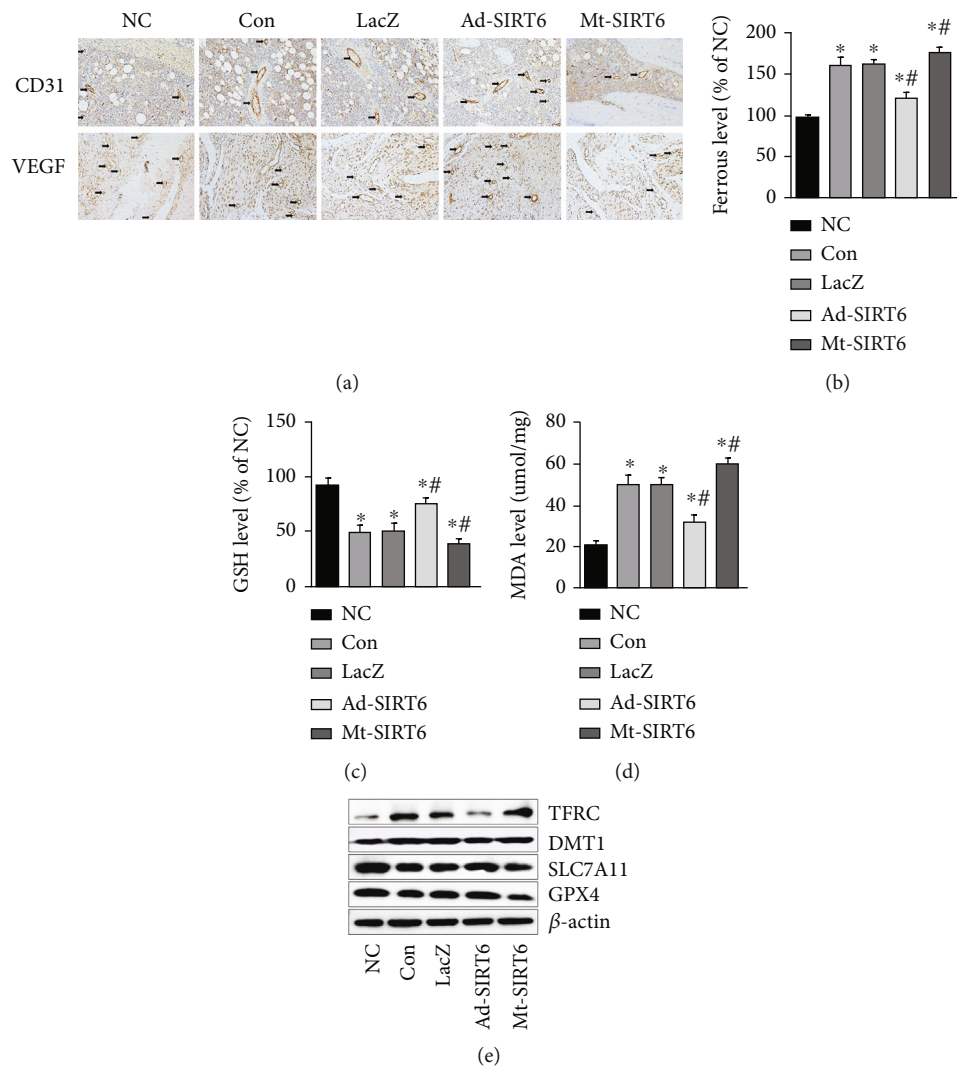 NC Con LacZ Ad-SIRT6 Mt-SIRT6
CD31
VEGF
(a)
Ferrous level (% of NC)
200
150
100
50
0
* * *# *#
NC
Con
LacZ
Ad-SIRT6
Mt-SIRT6
(b)
GSH level (% of NC)
150
100
50
0
* * *# *#
NC
Con
LacZ
Ad-SIRT6
Mt-SIRT6
(c)
MDA level (umol/mg)
80
60
40
20
0
* * *# *#
NC
Con
LacZ
Ad-SIRT6
Mt-SIRT6
(d)
TFRC
DMT1
SLC7A11
GPX4
β-actin
NC Con LacZ Ad-SIRT6 Mt-SIRT6
(e)